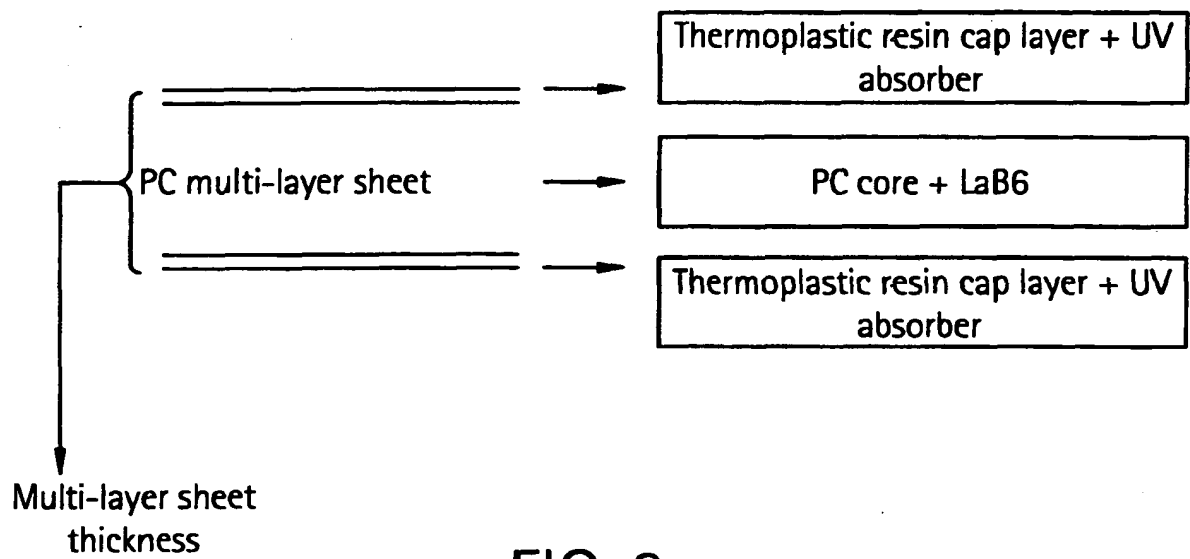 Thermoplastic resin cap layer + UV
absorber
PC multi-layer sheet
PC core + LaB6
Thermoplastic resin cap layer + UV
absorber
Multi-layer sheet
thickness